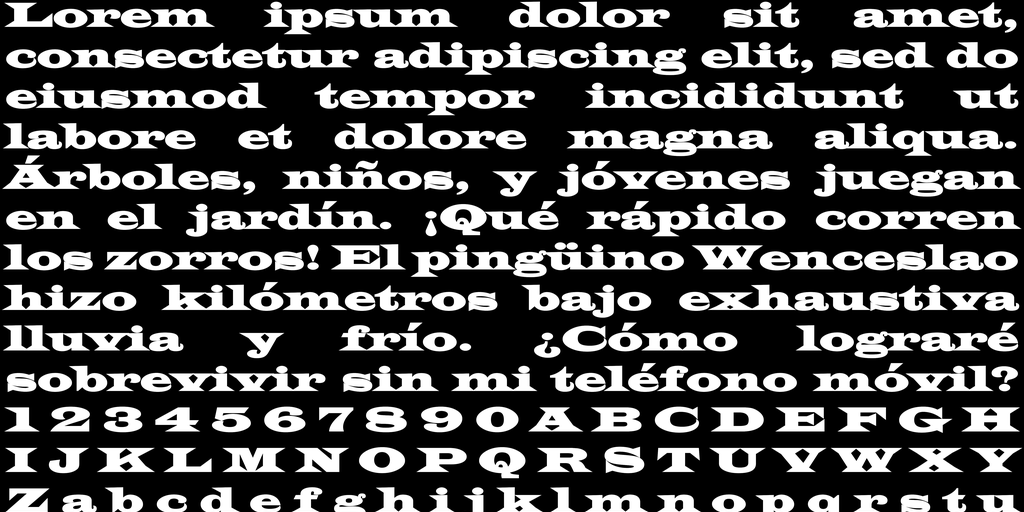 Lorem ipsum dolor sit amet,
consectetur adipiscing elit, sed do
eiusmod tempor incididunt ut
labore et dolore magna aliqua.
Árboles, niños, y jóvenes juegan
en el jardín. ¡Qué rápido corren
los zorros! El pingüino Wenceslao
hizo kilómetros bajo exhaustiva
lluvia y frío. ¿Cómo lograré
sobrevivir sin mi teléfono móvil?
1 2 3 4 5 6 7 8 9 0 A B C D E F G H
I J K L M N O P Q R S T U V W X Y
Z a b c d e f g h i j k l m n o p q r s t u